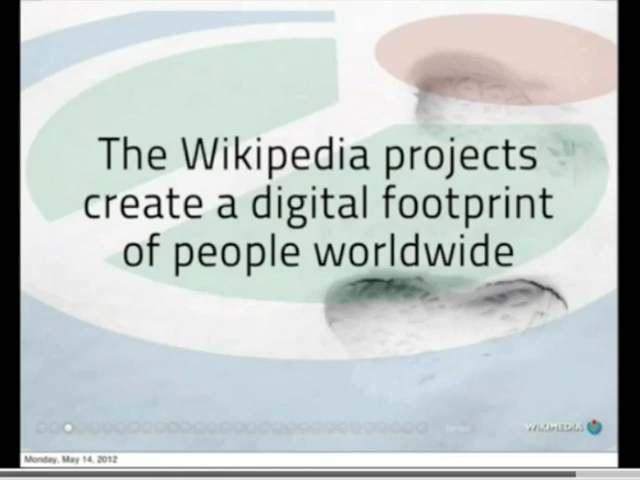 The Wikipedia projects
create a digital footprint
of people worldwide
WIKIMEDIA
Monday, May 14, 2012